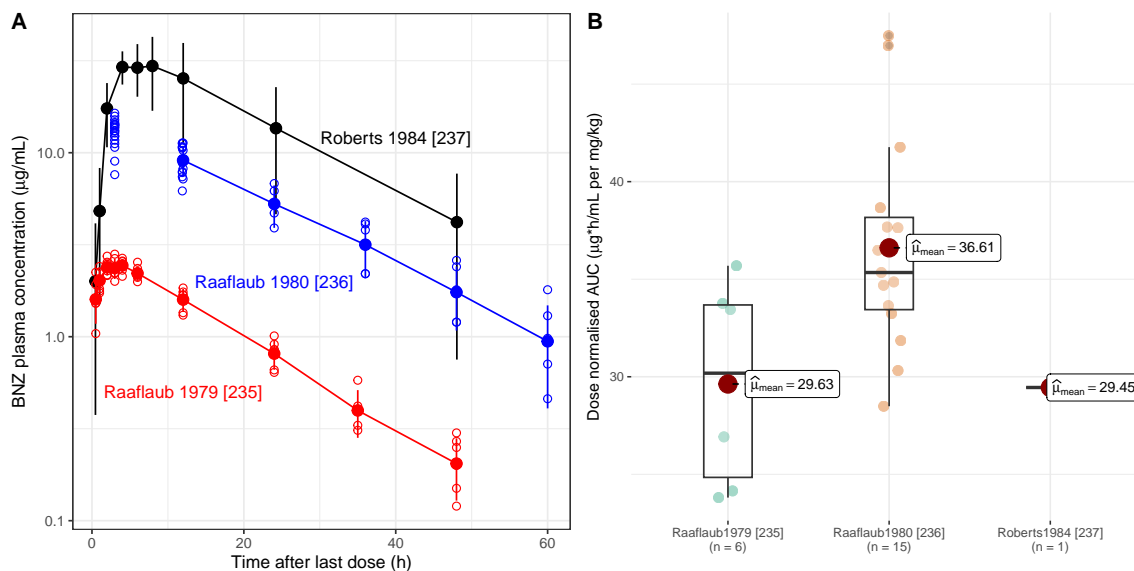 A
BNZ plasma concentration (µg/mL)
10.0
1.0
0.1
Roberts 1984 [237]
Raaflaub 1980 [236]
Raaflaub 1979 [235]
0
20
40
60
Time after last dose (h)
B
Dose normalised AUC (µg*h/mL per mg/kg)
40
30
μ̂mean = 36.61
μ̂mean = 29.63
μ̂mean = 29.45
Raaflaub1979 [235]
(n = 6)
Raaflaub1980 [236]
(n = 15)
Roberts1984 [237]
(n = 1)